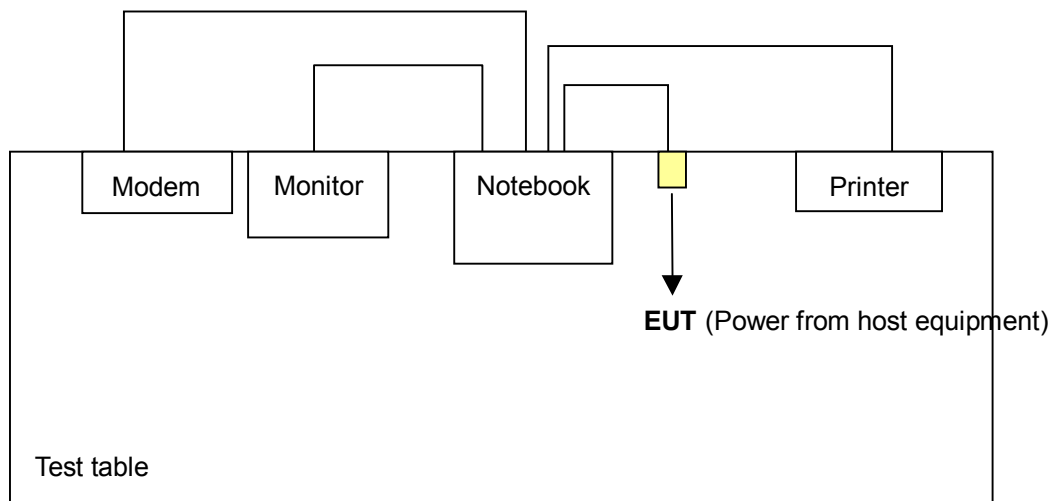 Modem
Monitor
Notebook
Printer
EUT (Power from host equipment)
Test table